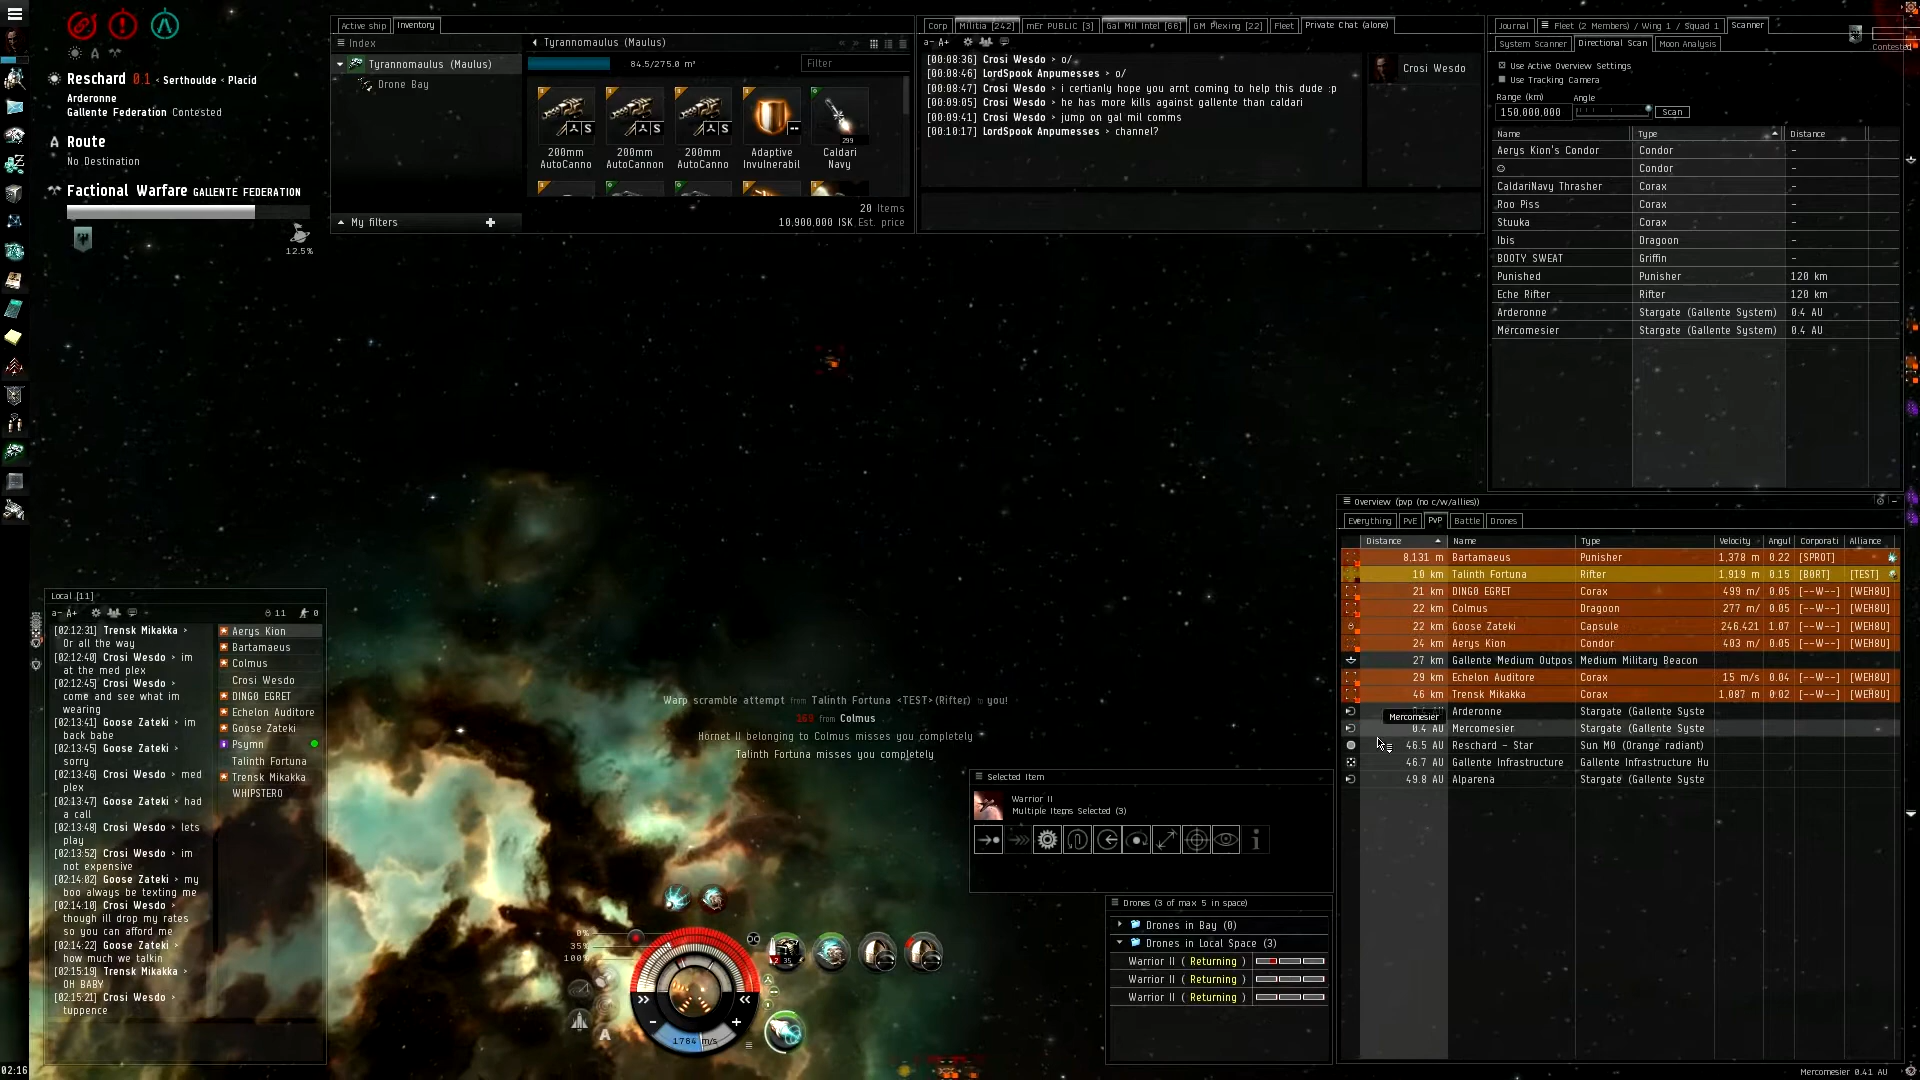 Reschard 0.1 < Serthoulde < Placid
Arderonne
Gallente Federation Contested
Route
No Destination
Factional Warfare GALLENTE FEDERATION
12.5%
Active ship Inventory
Index
Tyrannomaulus (Maulus)
Drone Bay
My filters
Tyrannomaulus (Maulus)
84.5/275.0 m³
Filter
200mm AutoCanno
200mm AutoCannon
200mm AutoCanno
Adaptive Invulnerabil
299
Caldari Navy
20 Items
10,900,000 ISK Est. price
Corp Militia [242] mEr PUBLIC [3] Gal Mil Intel [66] GM Plexing [22] Fleet Private Chat (alone)
a- A+
[00:08:36] Crosi Wesdo > o/
[00:08:46] LordSpook Anpumesses > o/
[00:08:47] Crosi Wesdo > i certianly hope you arnt coming to help this dude :p
[00:09:05] Crosi Wesdo > he has more kills against gallente than caldari
[00:09:41] Crosi Wesdo > jump on gal mil comms
[00:10:17] LordSpook Anpumesses > channel?
Crosi Wesdo
Journal Fleet (2 Members) / Wing 1 / Squad 1 Scanner
Conteste
System Scanner Directional Scan Moon Analysis
Use Active Overview Settings
Use Tracking Camera
Range (km) Angle
150,000,000 Scan
Name Type Distance
Aerys Kion's Condor Condor -
☺ Condor -
CaldariNavy Thrasher Corax -
Roo Piss Corax -
Stuuka Corax -
Ibis Dragoon -
BOOTY SWEAT Griffin -
Punished Punisher 120 km
Eche Rifter Rifter 120 km
Arderonne Stargate (Gallente System) 0.4 AU
Mercomesier Stargate (Gallente System) 0.4 AU
Overview (pvp (no c/w/allies))
Everything PvE PvP Battle Drones
Distance Name Type Velocity Angul Corporati Alliance
8.131 m Bartamaeus Punisher 1.378 m 0.22 [SPROT]
10 km Talinth Fortuna Rifter 1.919 m 0.15 [B0RT] [TEST]
21 km DINGO EGRET Corax 499 m/ 0.05 [--W--] [WEH8U]
22 km Colmus Dragoon 277 m/ 0.05 [--W--] [WEH8U]
22 km Goose Zateki Capsule 246,421 1.07 [--W--] [WEH8U]
24 km Aerys Kion Condor 403 m/ 0.05 [--W--] [WEH8U]
27 km Gallente Medium Outpos Medium Military Beacon
29 km Echelon Auditore Corax 15 m/s 0.04 [--W--] [WEH8U]
46 km Trensk Mikakka Corax 1,087 m 0.02 [--W--] [WEH8U]
Arderonne Stargate (Gallente Syste
Mercomesier
0.4 AU Mercomesier Stargate (Gallente Syste
46.5 AU Reschard - Star Sun M0 (Orange radiant)
46.7 AU Gallente Infrastructure Gallente Infrastructure Hu
49.8 AU Alparena Stargate (Gallente Syste
Local [11]
a- A+ 11 0
[02:12:31] Trensk Mikakka >
Or all the way
[02:12:40] Crosi Wesdo > im
at the med plex
[02:12:45] Crosi Wesdo >
come and see what im
wearing
[02:13:41] Goose Zateki > im
back babe
[02:13:45] Goose Zateki >
sorry
[02:13:46] Crosi Wesdo > med
plex
[02:13:47] Goose Zateki > had
a call
[02:13:48] Crosi Wesdo > lets
play
[02:13:52] Crosi Wesdo > im
not expensive
[02:14:02] Goose Zateki > my
boo always be texting me
[02:14:10] Crosi Wesdo >
though ill drop my rates
so you can afford me
[02:14:22] Goose Zateki >
how much we talkin
[02:15:19] Trensk Mikakka >
OH BABY
[02:15:21] Crosi Wesdo >
tuppence
Aerys Kion
Bartamaeus
Colmus
Crosi Wesdo
DINGO EGRET
Echelon Auditore
Goose Zateki
Psymn
Talinth Fortuna
Trensk Mikakka
WHIPSTERO
Warp scramble attempt from Talinth Fortuna <TEST>(Rifter) to you!
169 from Colmus
Hornet II belonging to Colmus misses you completely
Talinth Fortuna misses you completely
Selected Item
Warrior II
Multiple Items Selected (3)
Drones (3 of max 5 in space)
Drones in Bay (0)
Drones in Local Space (3)
Warrior II ( Returning )
Warrior II ( Returning )
Warrior II ( Returning )
0%
35%
100%
2 35
A
1784 m/s
02:16
Mercomesier 0.41 AU